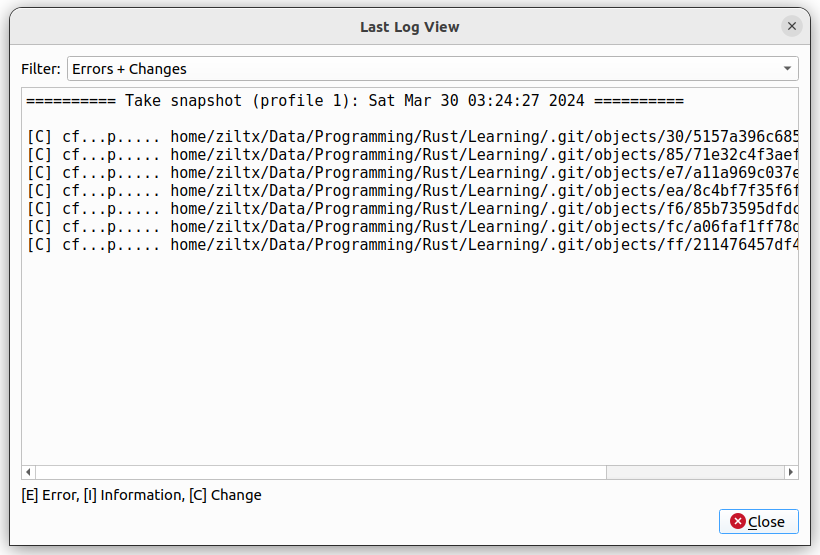 Last Log View
Filter: Errors + Changes
========== Take snapshot (profile 1): Sat Mar 30 03:24:27 2024 ==========
[C] cf...p..... home/ziltx/Data/Programming/Rust/Learning/.git/objects/30/5157a396c685
[C] cf...p..... home/ziltx/Data/Programming/Rust/Learning/.git/objects/85/71e32c4f3aef
[C] cf...p..... home/ziltx/Data/Programming/Rust/Learning/.git/objects/e7/a11a969c037e
[C] cf...p..... home/ziltx/Data/Programming/Rust/Learning/.git/objects/ea/8c4bf7f35f6f
[C] cf...p..... home/ziltx/Data/Programming/Rust/Learning/.git/objects/f6/85b73595dfdc
[C] cf...p..... home/ziltx/Data/Programming/Rust/Learning/.git/objects/fc/a06faf1ff78d
[C] cf...p..... home/ziltx/Data/Programming/Rust/Learning/.git/objects/ff/211476457df4
[E] Error, [I] Information, [C] Change
Close